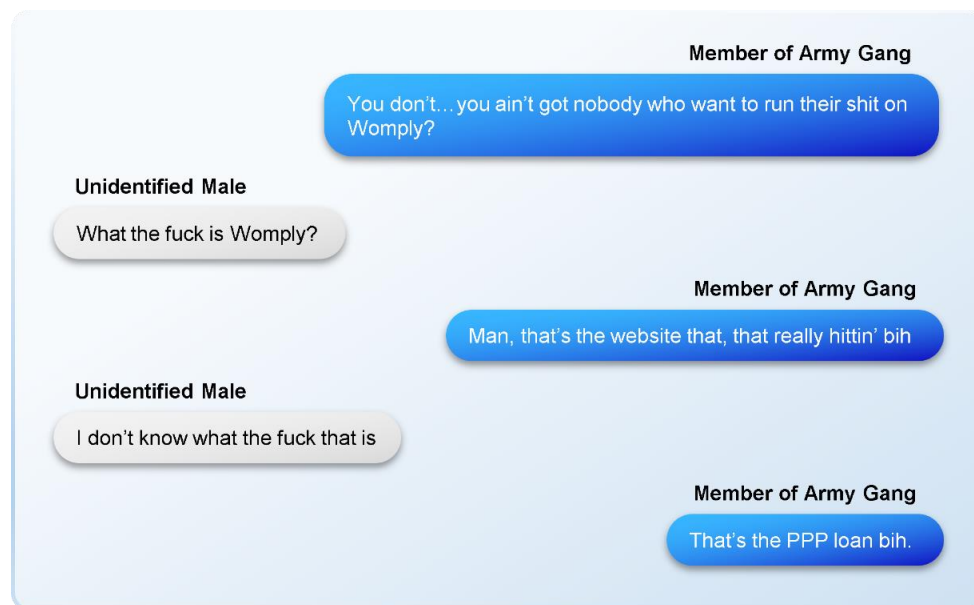 Member of Army Gang
You don’t…you ain’t got nobody who want to run their shit on
Womply?
Unidentified Male
What the fuck is Womply?
Member of Army Gang
Man, that’s the website that, that really hittin’ bih
Unidentified Male
I don’t know what the fuck that is
Member of Army Gang
That’s the PPP loan bih.